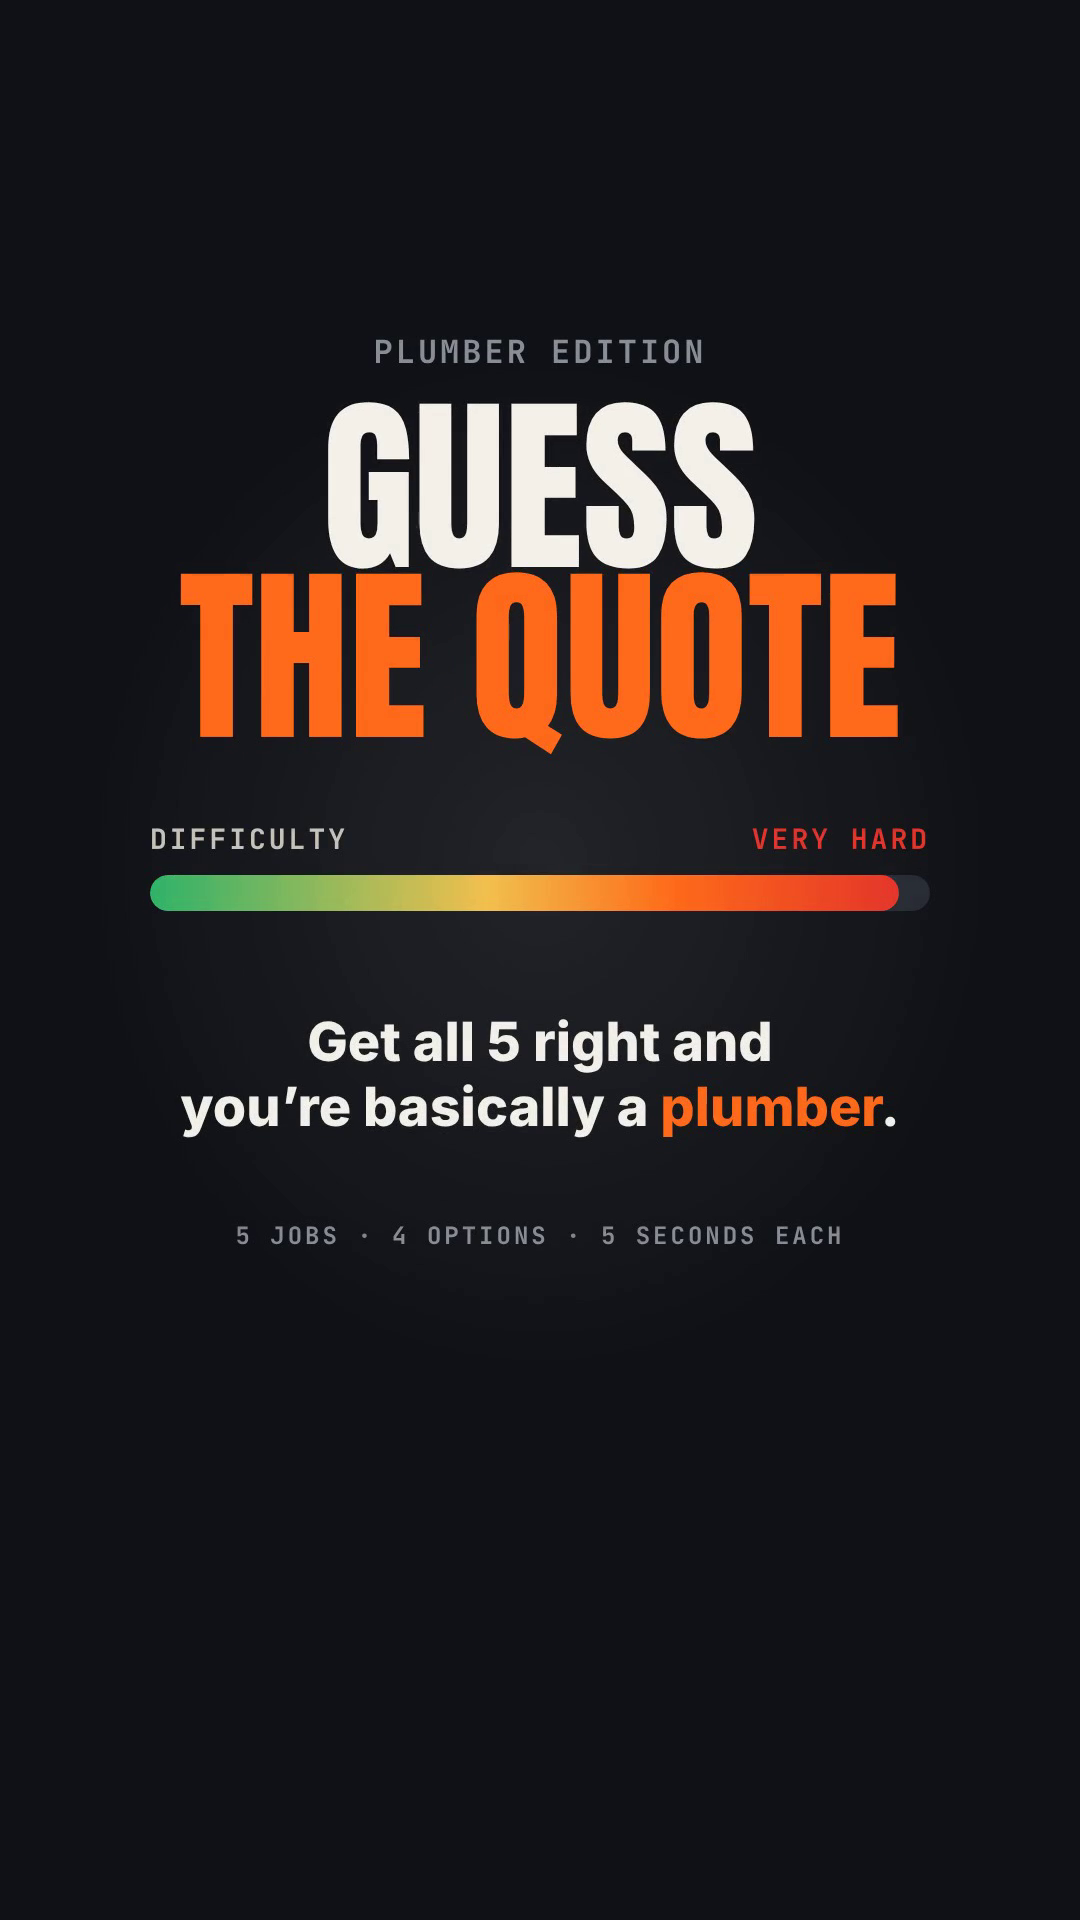 PLUMBER EDITION
GUESS
THE QUOTE
DIFFICULTY VERY HARD
Get all 5 right and
you’re basically a plumber.
5 JOBS · 4 OPTIONS · 5 SECONDS EACH